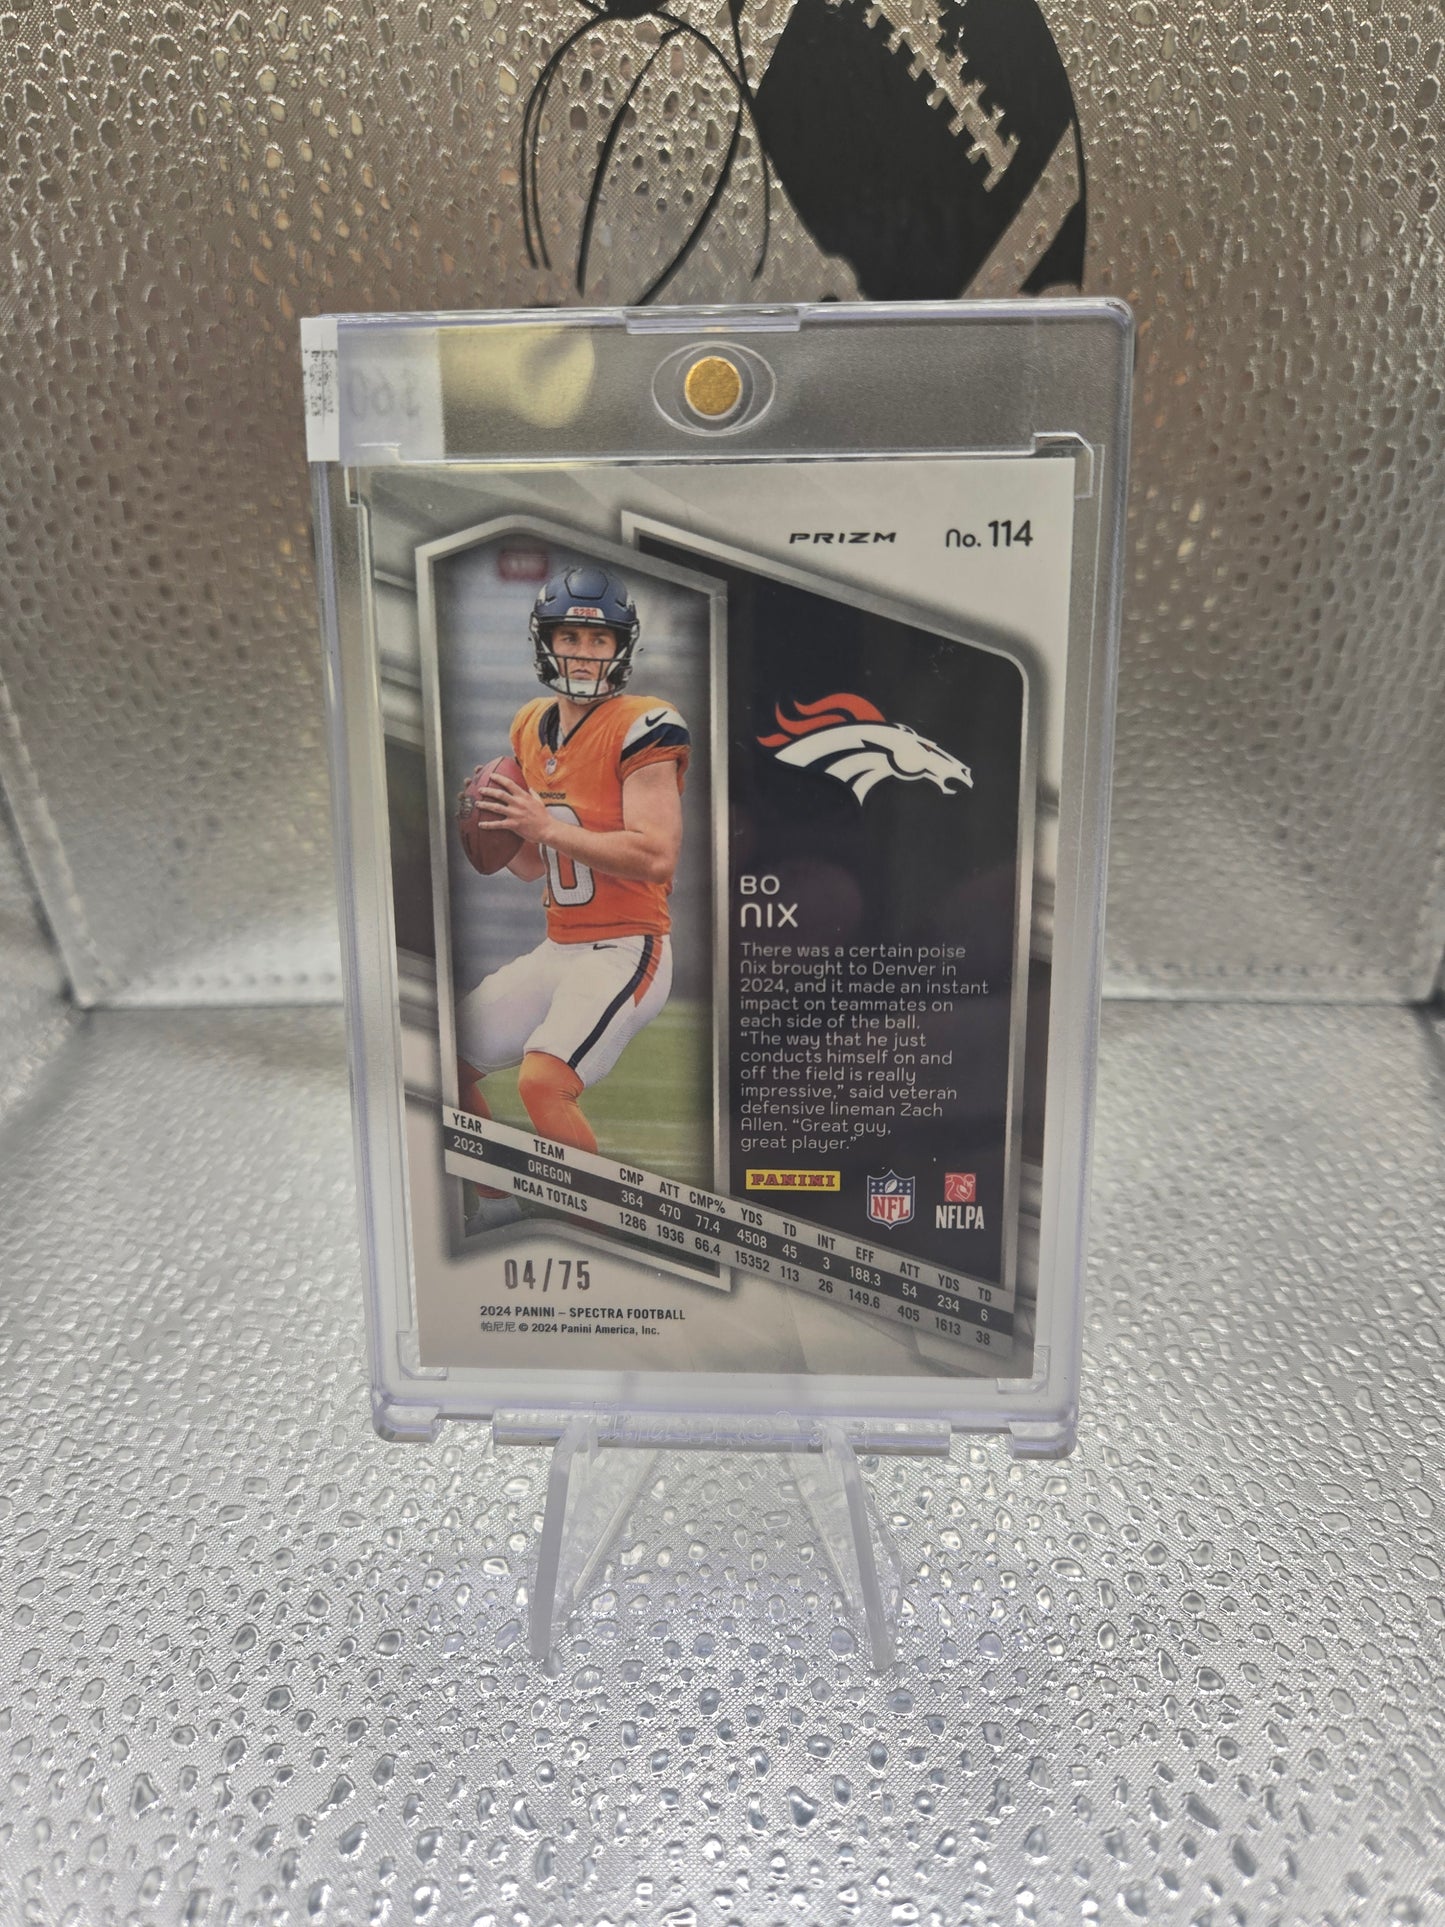 PRIZM
No. 114
5280
BRONCOS
10
BO
NIX
There was a certain poise
Nix brought to Denver in
2024, and it made an instant
impact on teammates on
each side of the ball.
“The way that he just
conducts himself on and
off the field is really
impressive,” said veteran
defensive lineman Zach
Allen. “Great guy,
great player.”
PANINI
NFL
NFLPA
YEAR TEAM CMP ATT CMP% YDS TD INT EFF ATT YDS TD
2023 OREGON 364 470 77.4 4508 45 3 188.3 54 234 6
NCAA TOTALS 1286 1936 66.4 15352 113 26 149.6 405 1613 38
04/75
2024 PANINI – SPECTRA FOOTBALL
帕尼尼 © 2024 Panini America, Inc.